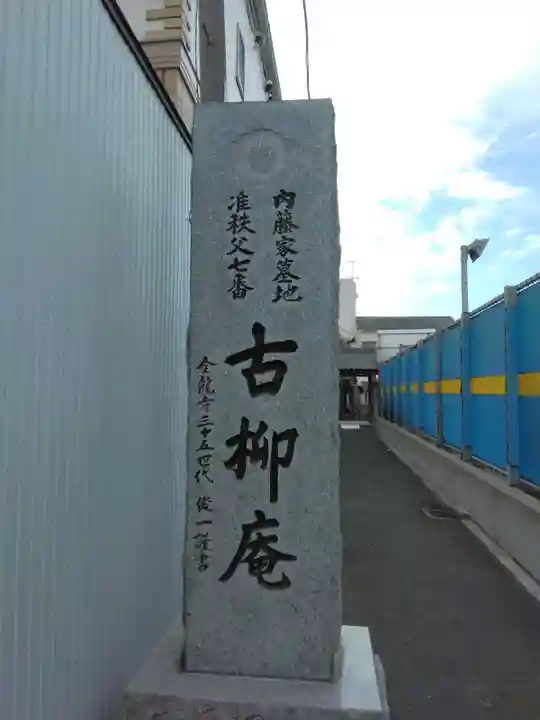 内藤家墓地
准秩父七番
古柳庵
金龍寺三十五世代 俊一謹書